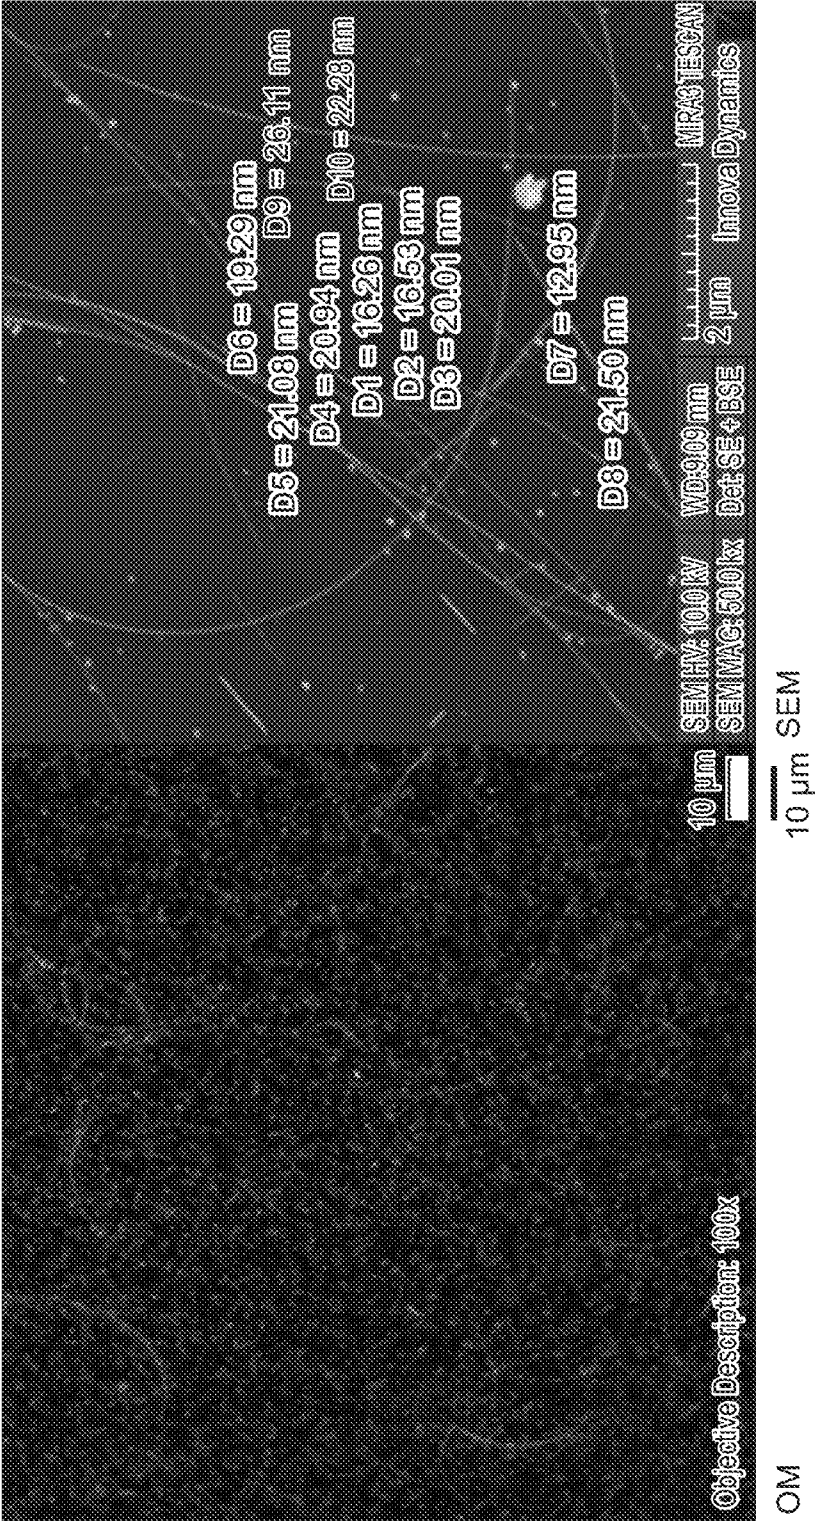 Objective Description: 100x
10 µm
D6 = 19.29 nm
D9 = 26.11 nm
D5 = 21.08 nm
D10 = 22.28 nm
D4 = 20.94 nm
D1 = 16.26 nm
D2 = 16.53 nm
D3 = 20.01 nm
D7 = 12.95 nm
D8 = 21.50 nm
SEM HV: 10.0 kV
WD: 9.09 mm
MIRA3 TESCAN
SEM MAG: 50.0 kx
Det: SE + BSE
2 µm
Innova Dynamics
OM
10 µm
SEM